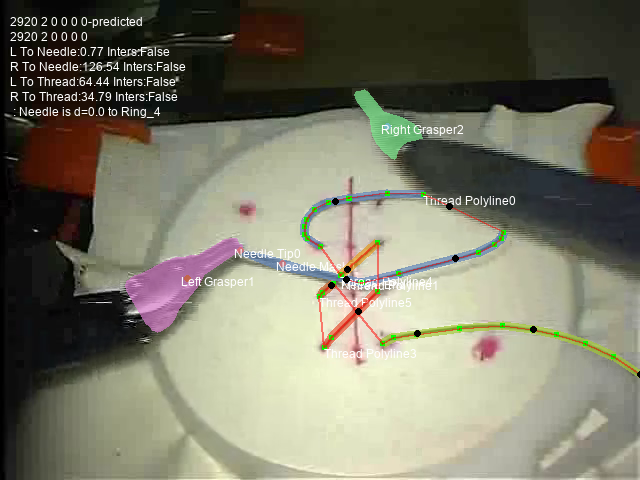 2920 2 0 0 0 0-predicted
2920 2 0 0 0 0
L To Needle:0.77 Inters:False
R To Needle:126.54 Inters:False
L To Thread:64.44 Inters:False
R To Thread:34.79 Inters:False
: Needle is d=0.0 to Ring_4
Right Grasper2
Thread Polyline0
Needle Tip0
Needle
Left Grasper1
Thread Polyline5
Thread Polyline3